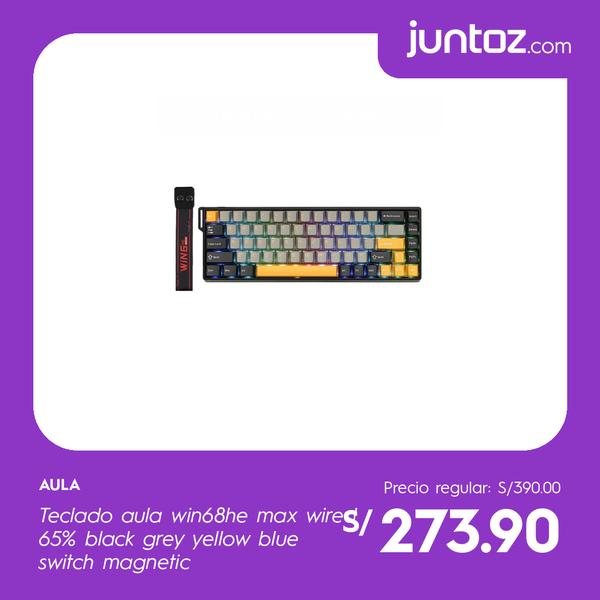 juntoz.com
WIN68
AULA
Precio regular: S/390.00
Teclado aula win68he max wired
65% black grey yellow blue
switch magnetic
S/ 273.90